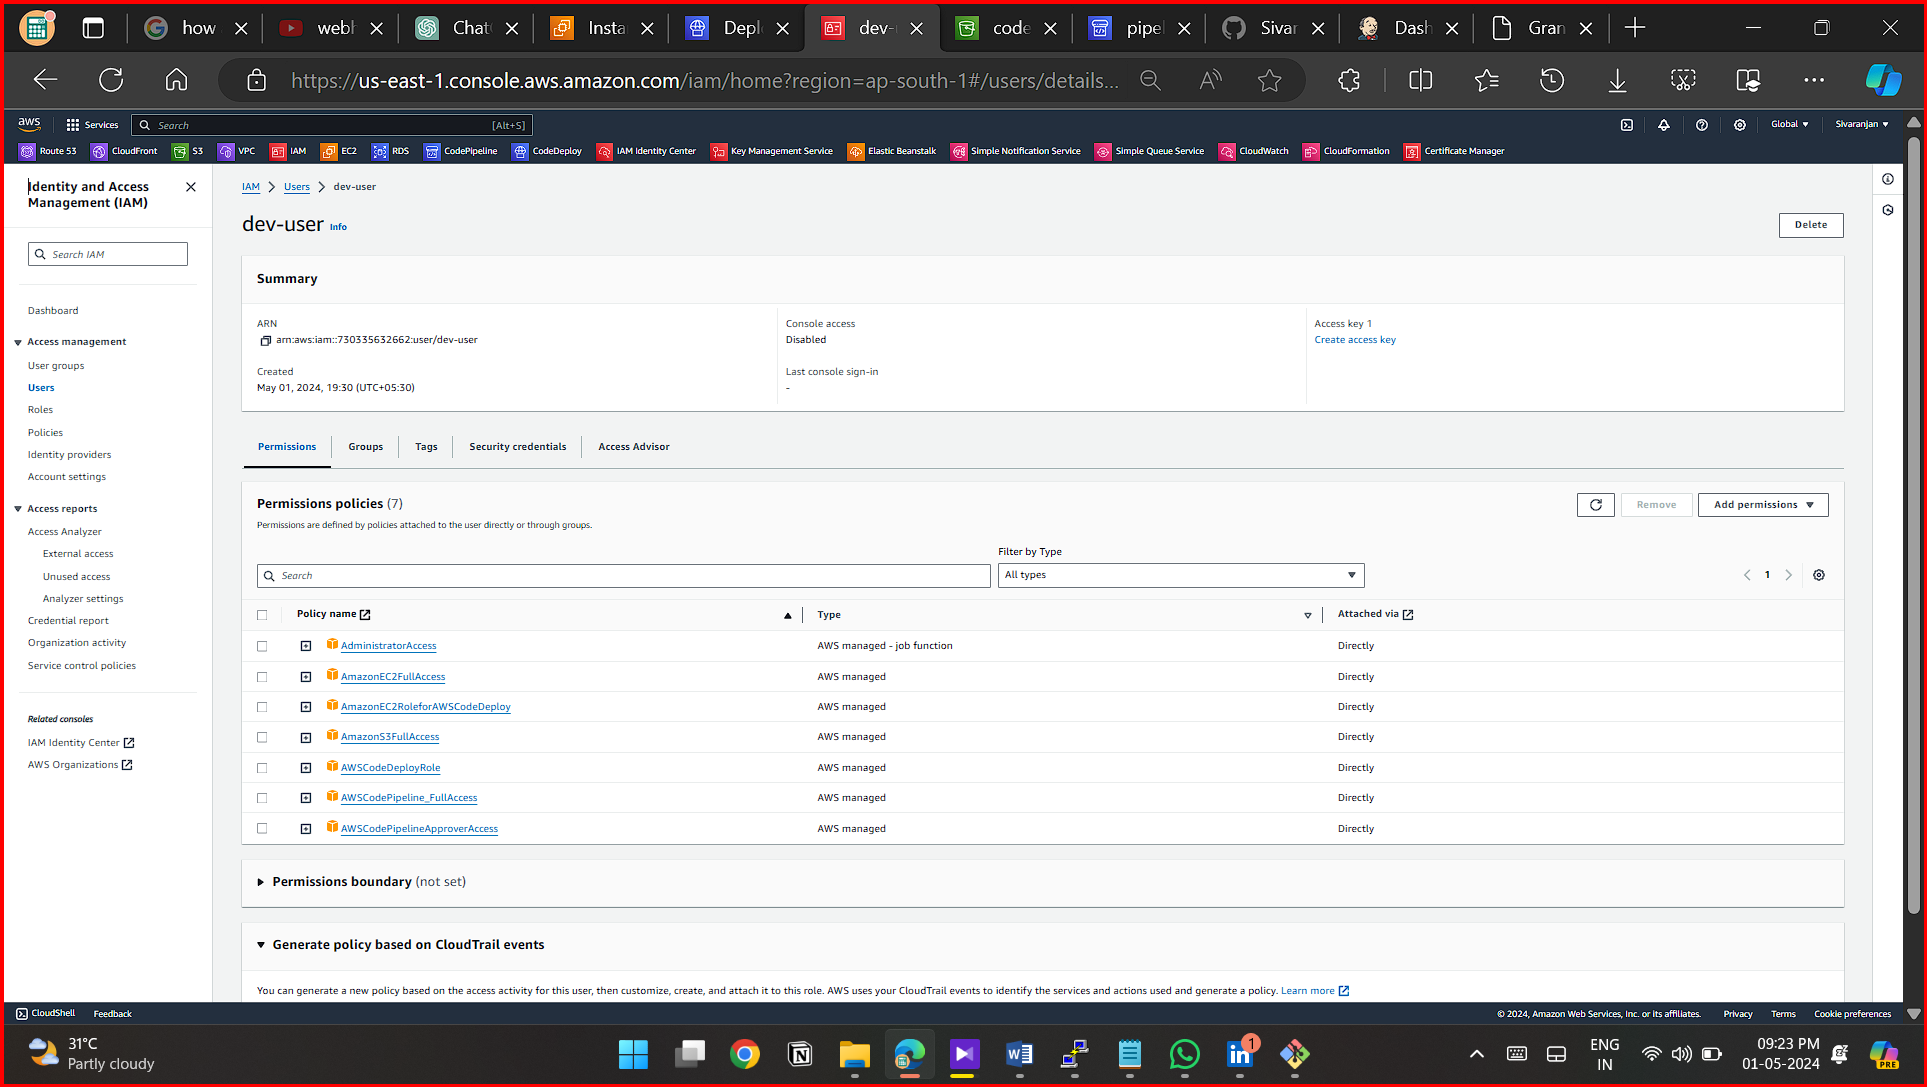 how
webh
Chat
Insta
Depl
dev-
code
pipel
Sivar
Dash
Gran
https://us-east-1.console.aws.amazon.com/iam/home?region=ap-south-1#/users/details...
aws
Services
Search
[Alt+S]
Global
Sivaranjan
Route 53
CloudFront
S3
VPC
IAM
EC2
RDS
CodePipeline
CodeDeploy
IAM Identity Center
Key Management Service
Elastic Beanstalk
Simple Notification Service
Simple Queue Service
CloudWatch
CloudFormation
Certificate Manager
Identity and Access
Management (IAM)
Search IAM
Dashboard
Access management
User groups
Users
Roles
Policies
Identity providers
Account settings
Access reports
Access Analyzer
External access
Unused access
Analyzer settings
Credential report
Organization activity
Service control policies
Related consoles
IAM Identity Center
AWS Organizations
IAM > Users > dev-user
dev-user Info
Delete
Summary
ARN
arn:aws:iam::730335632662:user/dev-user
Created
May 01, 2024, 19:30 (UTC+05:30)
Console access
Disabled
Last console sign-in
-
Access key 1
Create access key
Permissions
Groups
Tags
Security credentials
Access Advisor
Permissions policies (7)
Permissions are defined by policies attached to the user directly or through groups.
Remove
Add permissions
Filter by Type
Search
All types
1
Policy name
Type
Attached via
AdministratorAccess AWS managed - job function Directly
AmazonEC2FullAccess AWS managed Directly
AmazonEC2RoleforAWSCodeDeploy AWS managed Directly
AmazonS3FullAccess AWS managed Directly
AWSCodeDeployRole AWS managed Directly
AWSCodePipeline_FullAccess AWS managed Directly
AWSCodePipelineApproverAccess AWS managed Directly
Permissions boundary (not set)
Generate policy based on CloudTrail events
You can generate a new policy based on the access activity for this user, then customize, create, and attach it to this role. AWS uses your CloudTrail events to identify the services and actions used and generate a policy. Learn more
CloudShell
Feedback
© 2024, Amazon Web Services, Inc. or its affiliates.
Privacy
Terms
Cookie preferences
31°C
Partly cloudy
1
ENG
IN
09:23 PM
01-05-2024
PRE